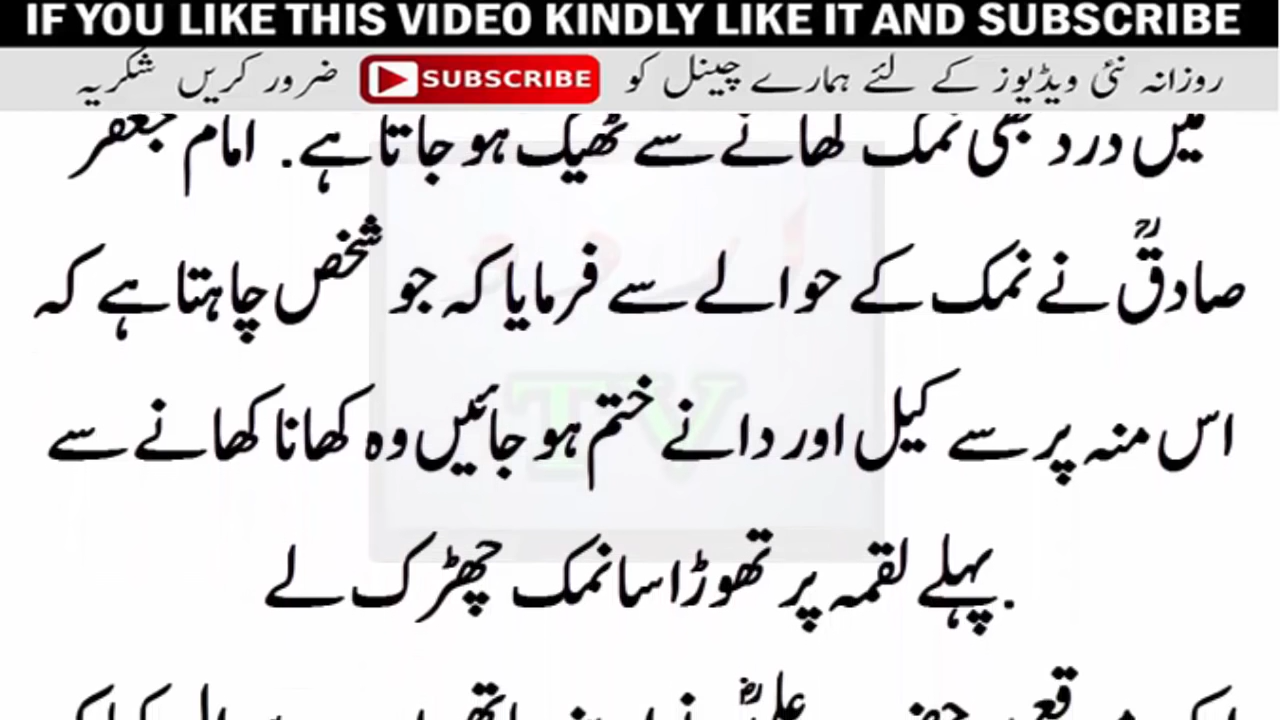 IF YOU LIKE THIS VIDEO KINDLY LIKE IT AND SUBSCRIBE
روزانہ نئی ویڈیوز کے لئے ہمارے چینل کو SUBSCRIBE ضرور کریں شکریہ
میں درد بھی نمک کھانے سے ٹھیک ہو جاتا ہے. امام جعفر
صادقؒ نے نمک کے حوالے سے فرمایا کہ جو شخص چاہتا ہے کہ
اس منہ پر سے کیل اور دانے ختم ہو جائیں وہ کھانا کھانے سے
پہلے لقمہ پر تھوڑا سا نمک چھڑک لے.
TV